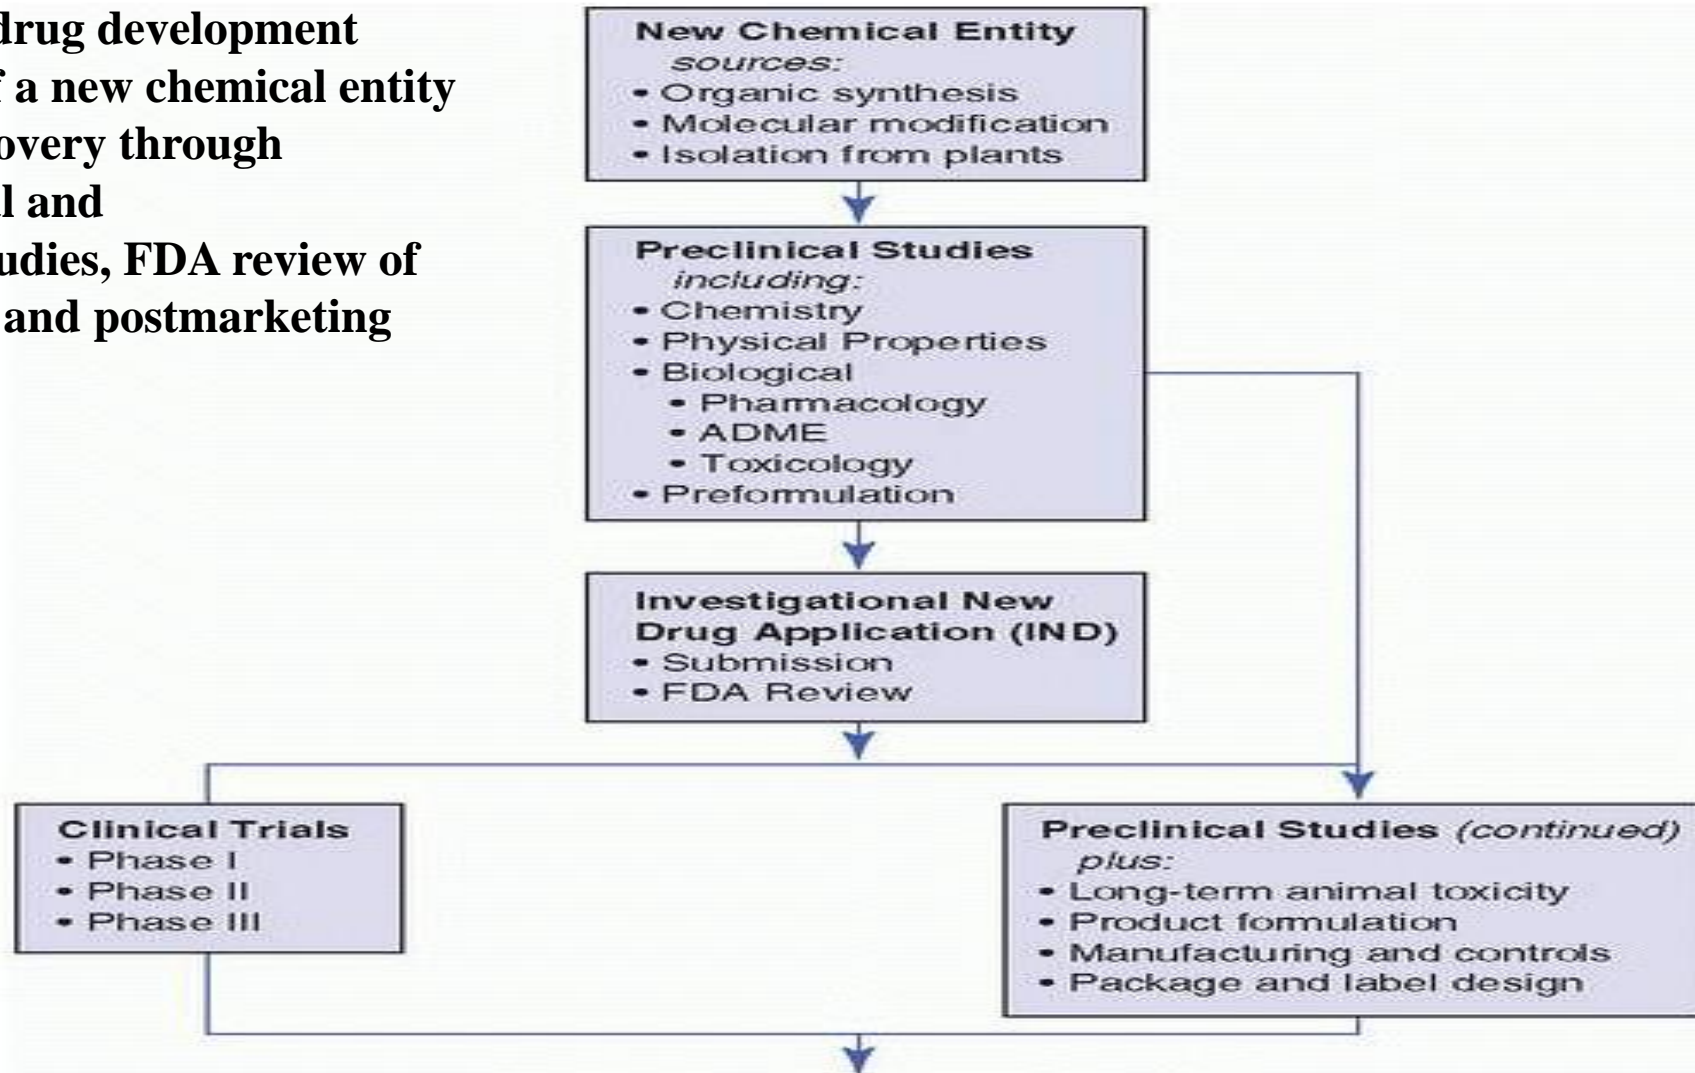 drug development
a new chemical entity
overy through
and
udies, FDA review of
and postmarketing
New Chemical Entity
sources:
• Organic synthesis
• Molecular modification
• Isolation from plants
Preclinical Studies
including:
• Chemistry
• Physical Properties
• Biological
• Pharmacology
• ADME
• Toxicology
• Preformulation
Investigational New
Drug Application (IND)
• Submission
• FDA Review
Clinical Trials
• Phase I
• Phase II
• Phase III
Preclinical Studies (continued)
plus:
• Long-term animal toxicity
• Product formulation
• Manufacturing and controls
• Package and label design